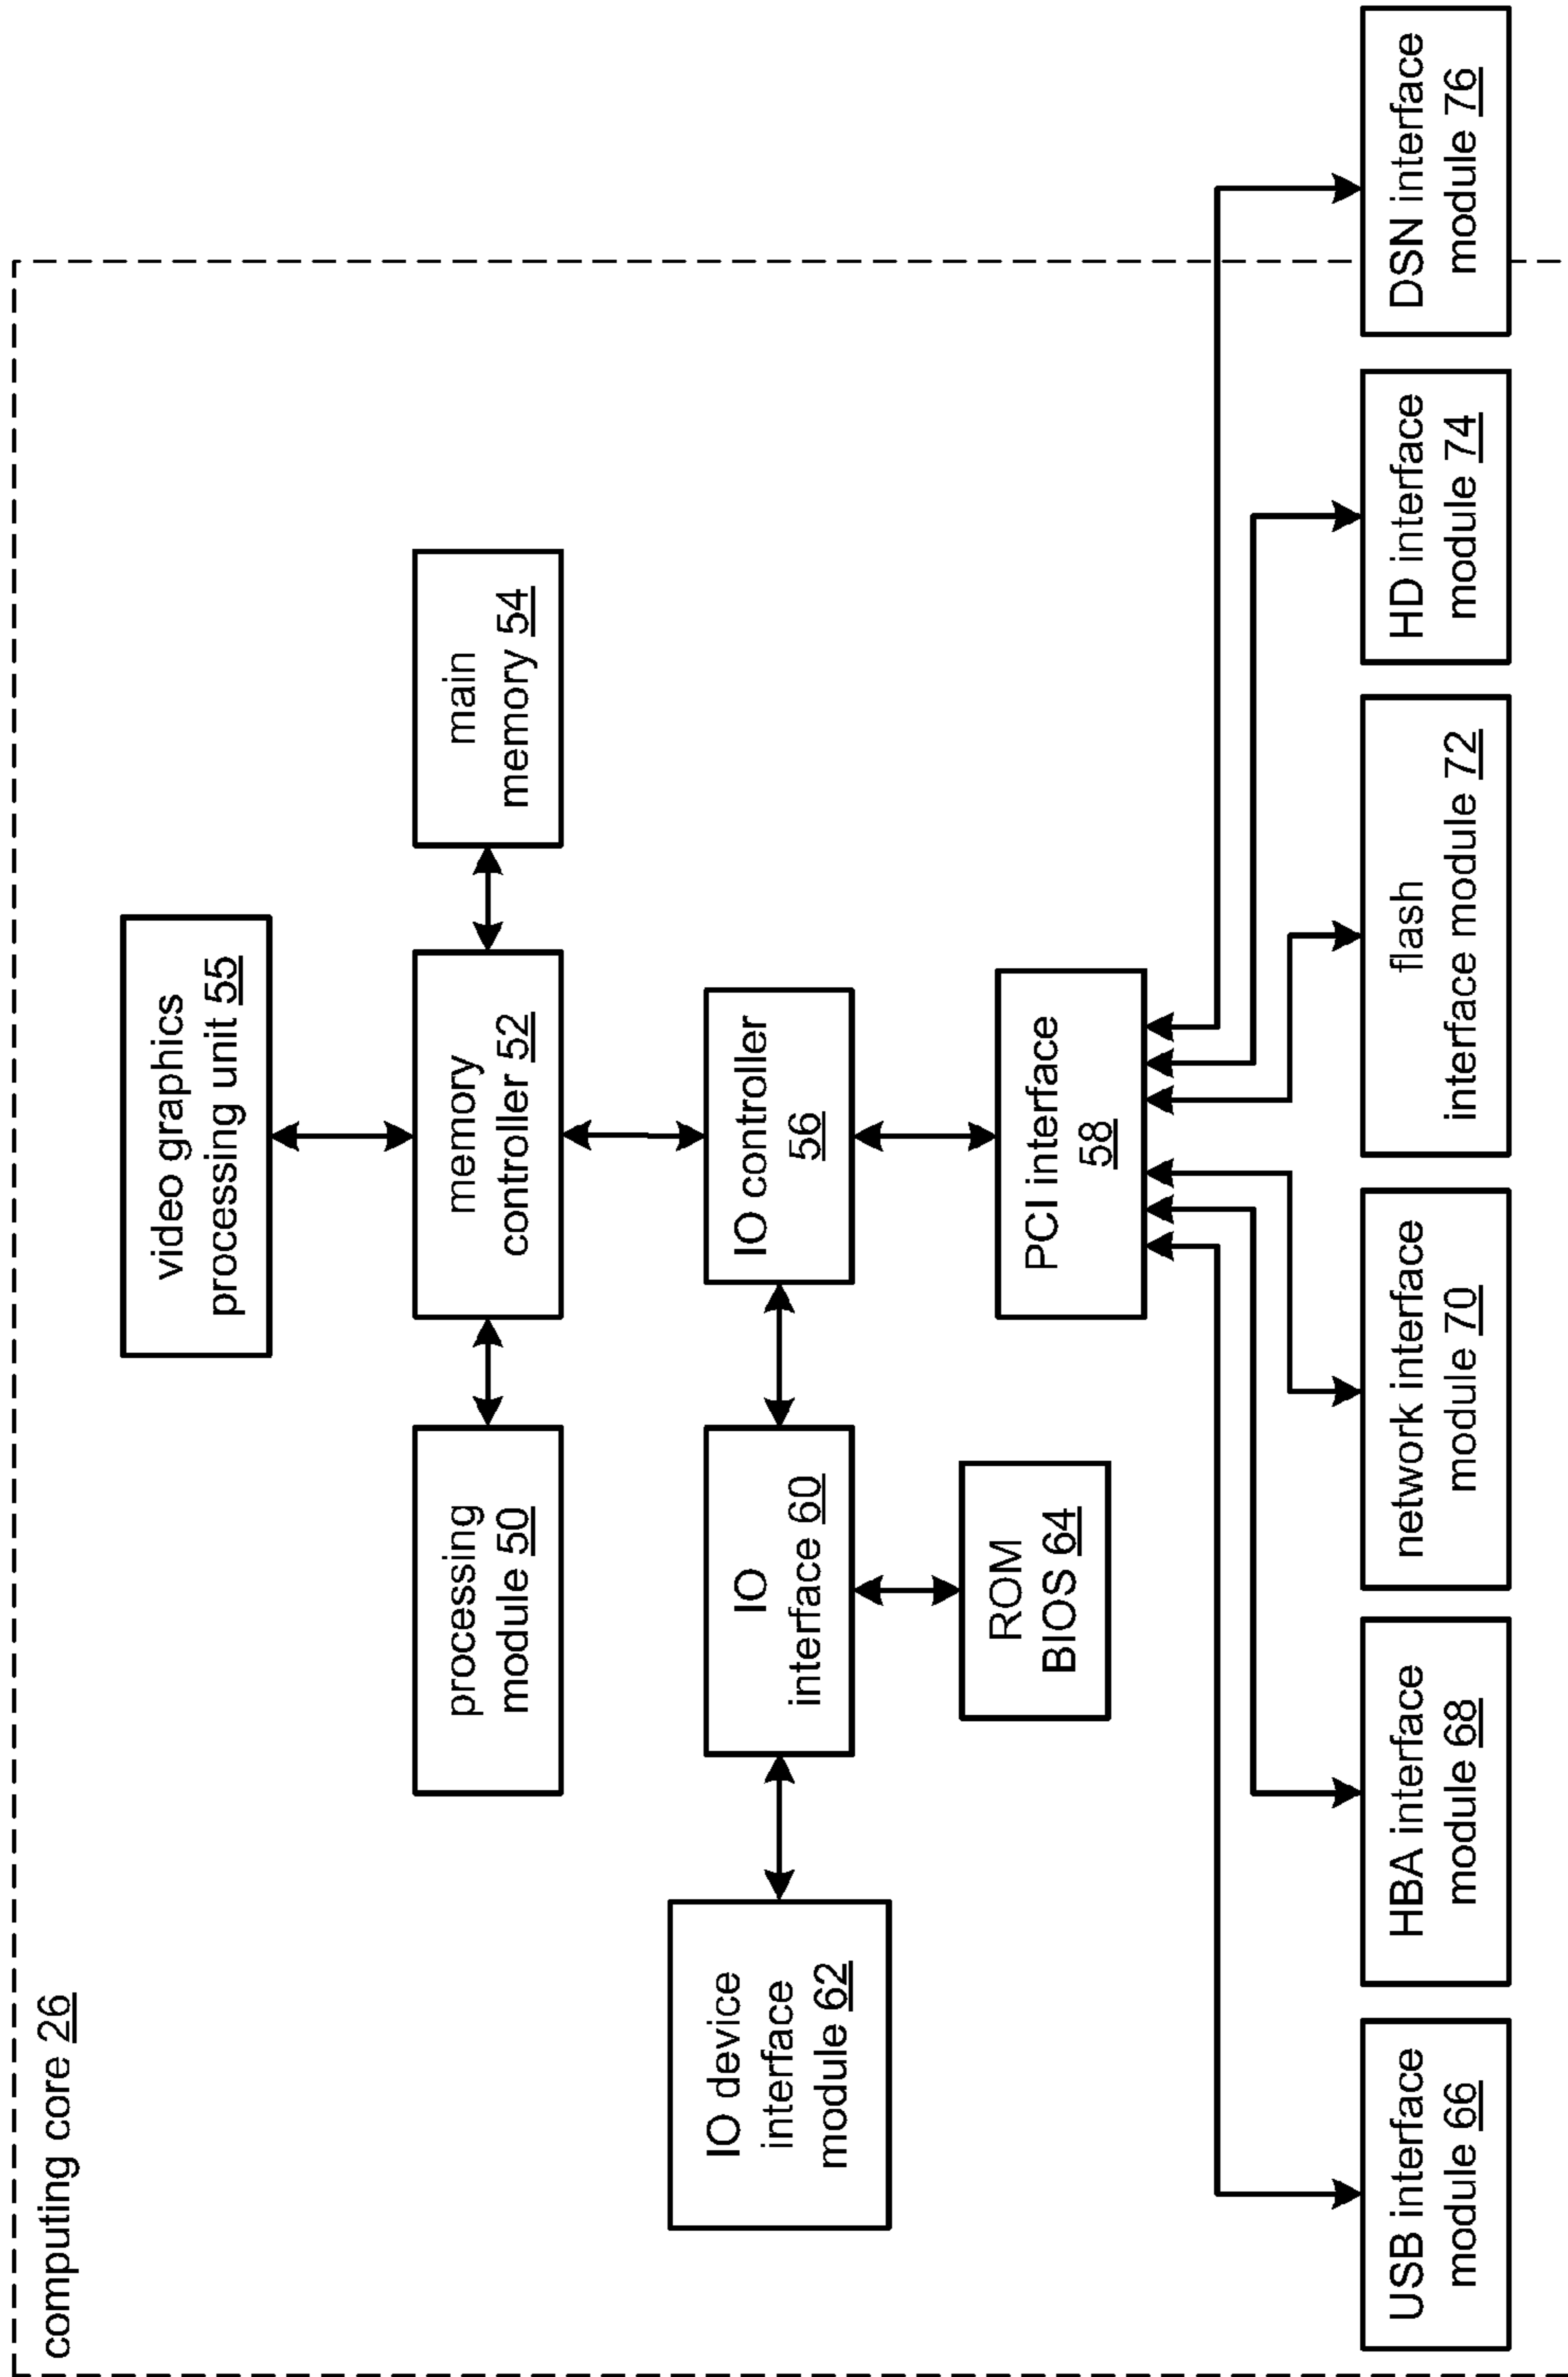 computing core 26
video graphics
processing unit 55
processing
module 50
memory
controller 52
main
memory 54
IO device
interface
module 62
IO
interface 60
IO controller
56
ROM
BIOS 64
PCI interface
58
USB interface
module 66
HBA interface
module 68
network interface
module 70
flash
interface module 72
HD interface
module 74
DSN interface
module 76